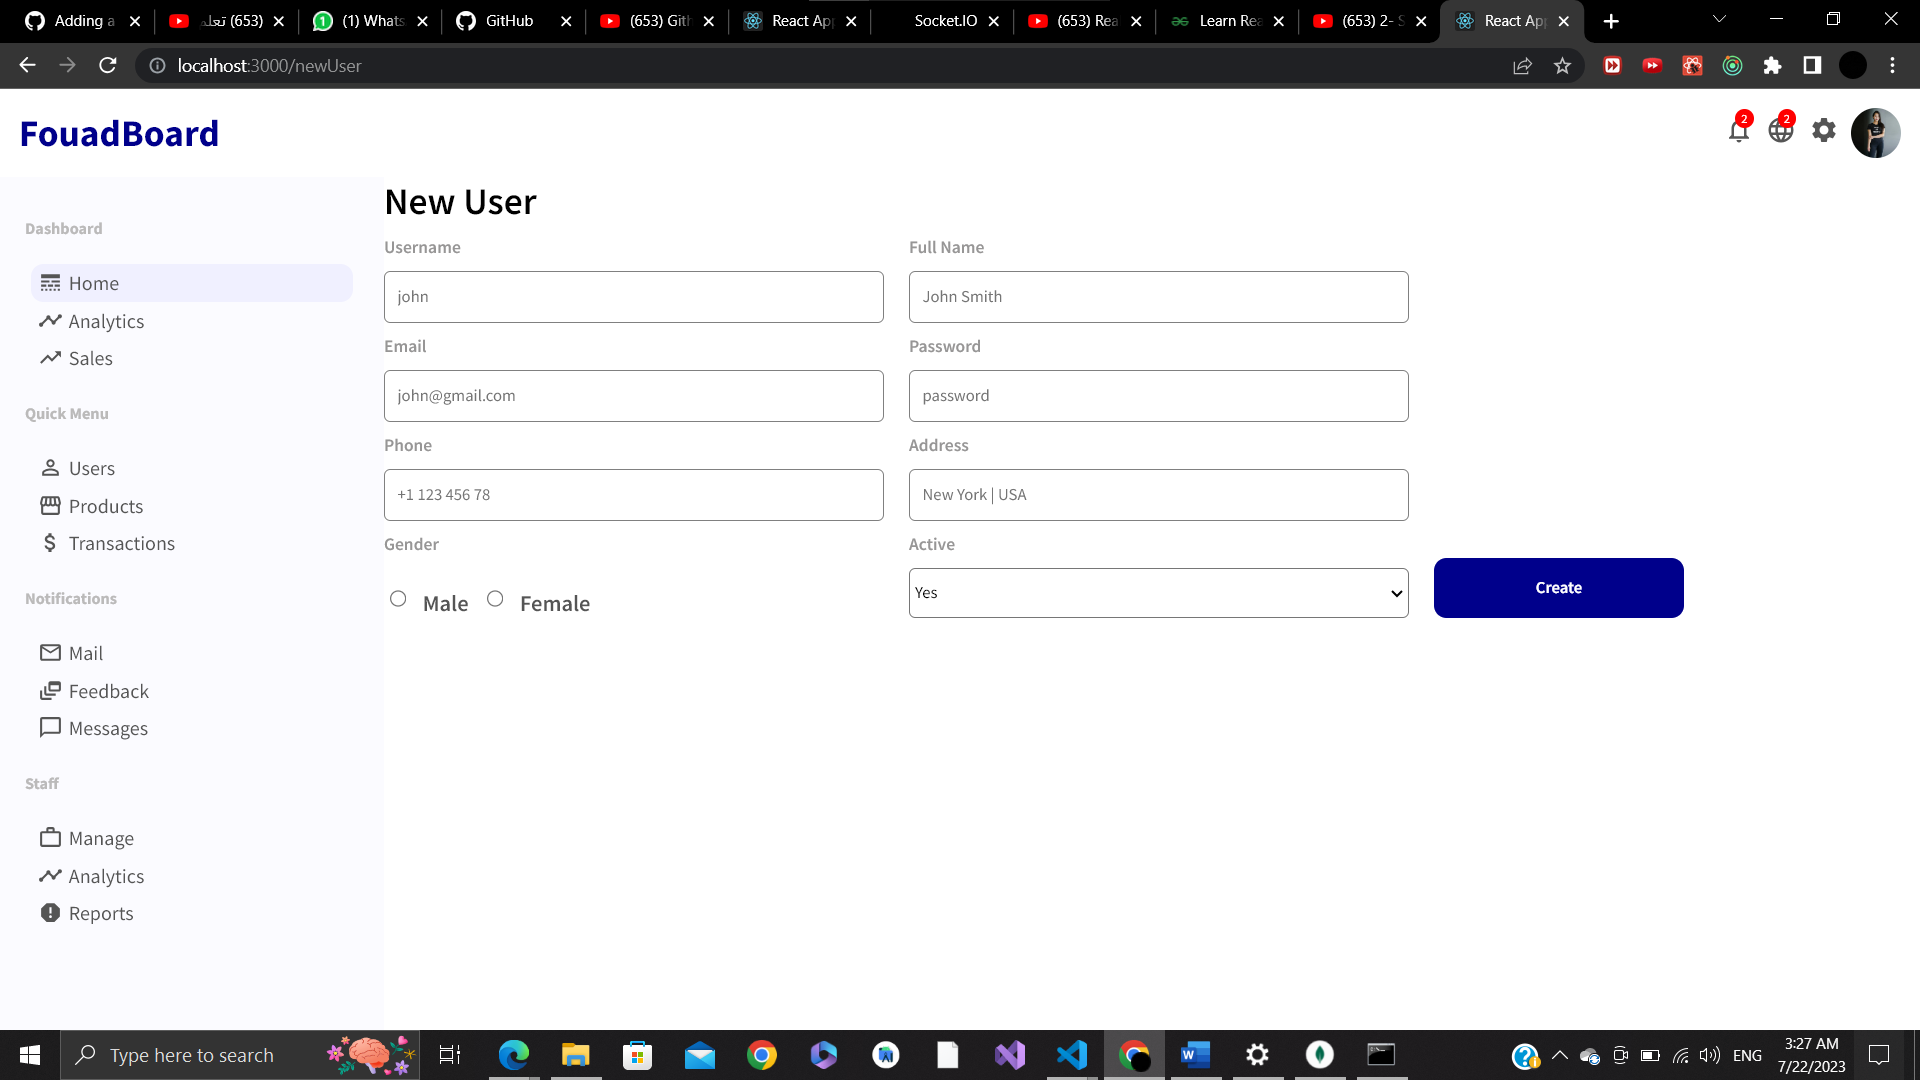 Adding a
(653) تعلم
(1) Whats
GitHub
(653) Gith
React App
Socket.IO
(653) Rea
Learn Rea
(653) 2- S
React App
localhost:3000/newUser
FouadBoard
2
2
Dashboard
Home
Analytics
Sales
Quick Menu
Users
Products
Transactions
Notifications
Mail
Feedback
Messages
Staff
Manage
Analytics
Reports
New User
Username
Full Name
john
John Smith
Email
Password
john@gmail.com
password
Phone
Address
+1 123 456 78
New York | USA
Gender
Active
Male
Female
Yes
Create
Type here to search
ENG
3:27 AM
7/22/2023